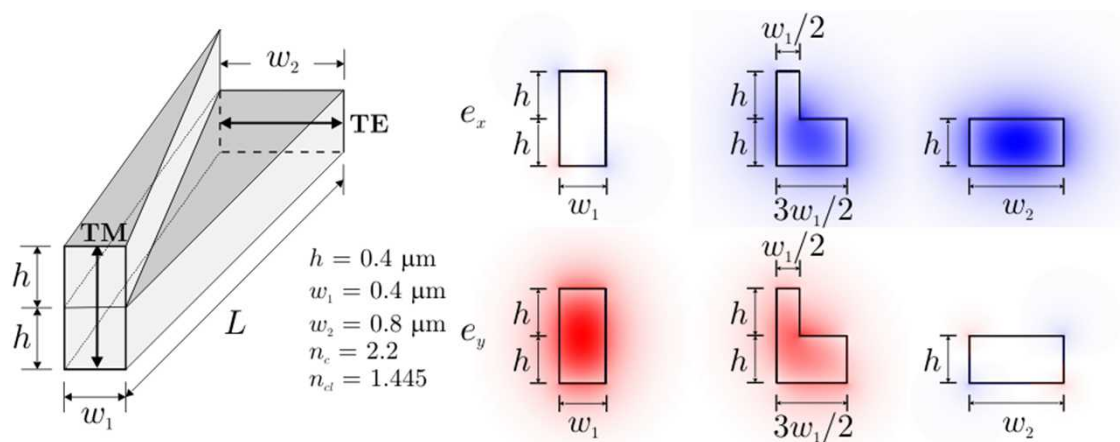 w₂
TE
TM
h
h
w₁
L
h = 0.4 µm
w₁ = 0.4 µm
w₂ = 0.8 µm
n_c = 2.2
n_cl = 1.445
eₓ
h
h
w₁
w₁/2
h
h
3w₁/2
h
w₂
e_y
h
h
w₁
w₁/2
h
h
3w₁/2
h
w₂